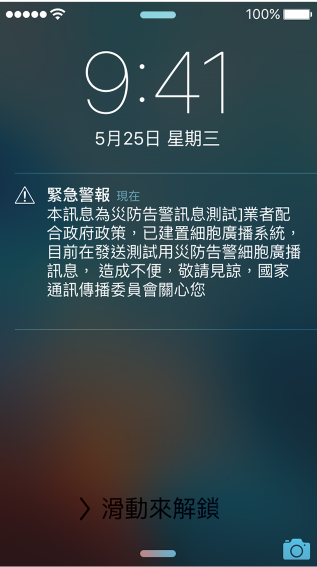 100%
9:41
5月25日 星期三
緊急警報 現在
本訊息為災防告警訊息測試]業者配
合政府政策，已建置細胞廣播系統，
目前在發送測試用災防告警細胞廣播
訊息， 造成不便，敬請見諒，國家
通訊傳播委員會關心您
滑動來解鎖